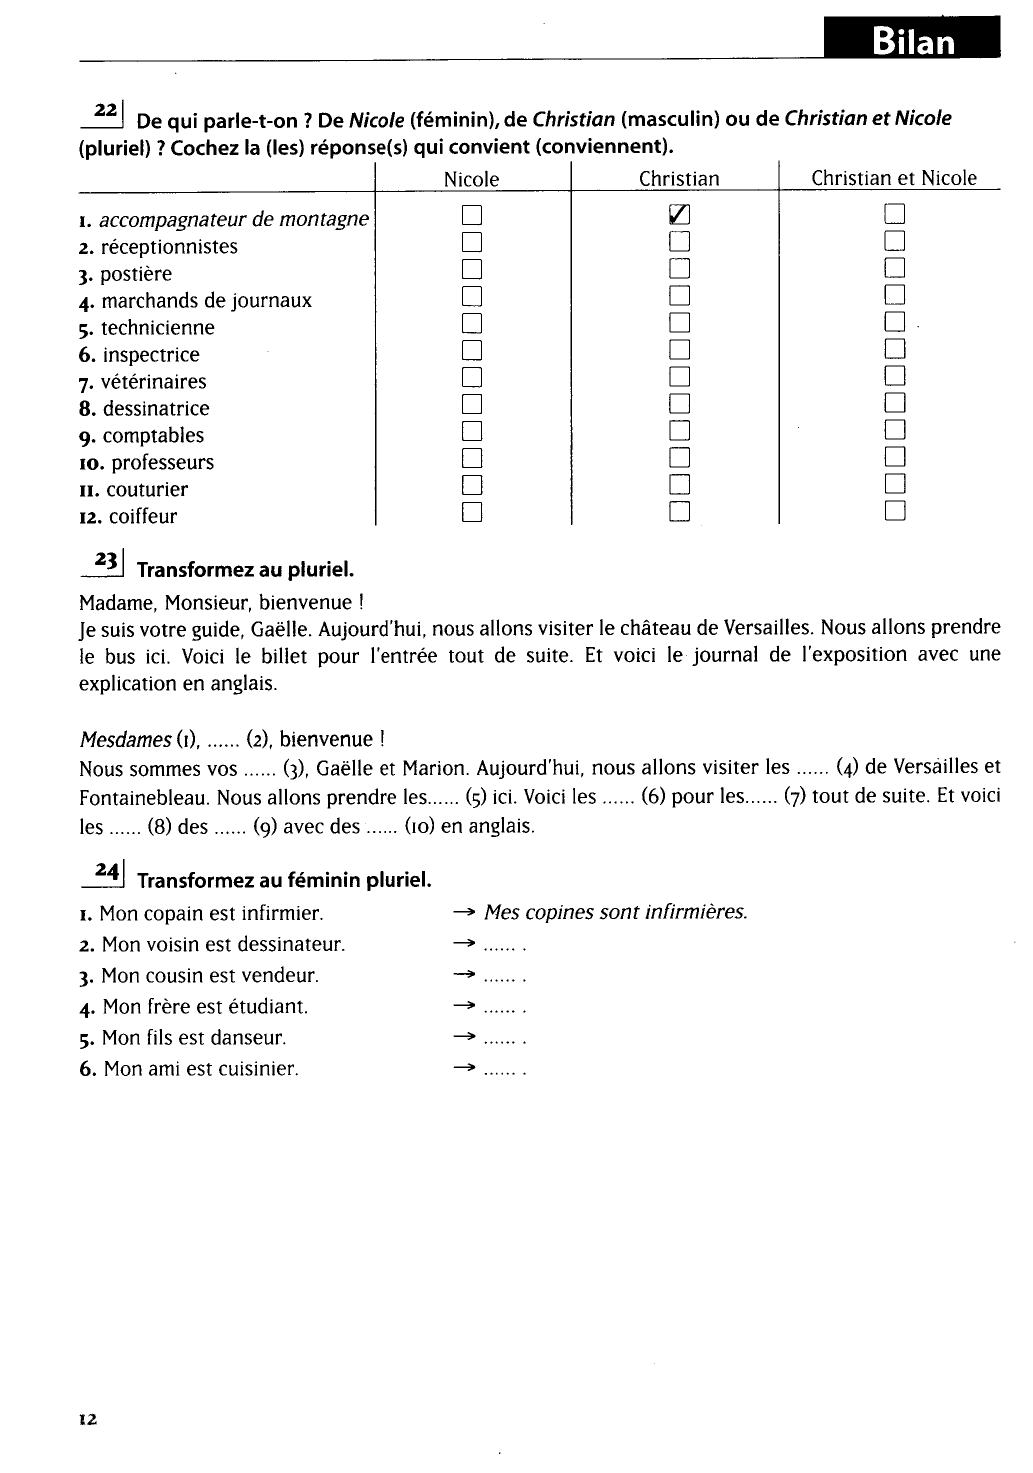 Bilan
22 De qui parle-t-on ? De Nicole (féminin), de Christian (masculin) ou de Christian et Nicole
(pluriel) ? Cochez la (les) réponse(s) qui convient (conviennent).
Nicole Christian Christian et Nicole
1. accompagnateur de montagne ☐ ☑ ☐
2. réceptionnistes ☐ ☐ ☐
3. postière ☐ ☐ ☐
4. marchands de journaux ☐ ☐ ☐
5. technicienne ☐ ☐ ☐
6. inspectrice ☐ ☐ ☐
7. vétérinaires ☐ ☐ ☐
8. dessinatrice ☐ ☐ ☐
9. comptables ☐ ☐ ☐
10. professeurs ☐ ☐ ☐
11. couturier ☐ ☐ ☐
12. coiffeur ☐ ☐ ☐
23 Transformez au pluriel.
Madame, Monsieur, bienvenue !
Je suis votre guide, Gaëlle. Aujourd'hui, nous allons visiter le château de Versailles. Nous allons prendre
le bus ici. Voici le billet pour l'entrée tout de suite. Et voici le journal de l'exposition avec une
explication en anglais.
Mesdames (1), ...... (2), bienvenue !
Nous sommes vos ...... (3), Gaëlle et Marion. Aujourd'hui, nous allons visiter les ...... (4) de Versailles et
Fontainebleau. Nous allons prendre les...... (5) ici. Voici les ...... (6) pour les...... (7) tout de suite. Et voici
les ...... (8) des ...... (9) avec des ...... (10) en anglais.
24 Transformez au féminin pluriel.
1. Mon copain est infirmier. → Mes copines sont infirmières.
2. Mon voisin est dessinateur. → ...... .
3. Mon cousin est vendeur. → ...... .
4. Mon frère est étudiant. → ...... .
5. Mon fils est danseur. → ...... .
6. Mon ami est cuisinier. → ...... .
12